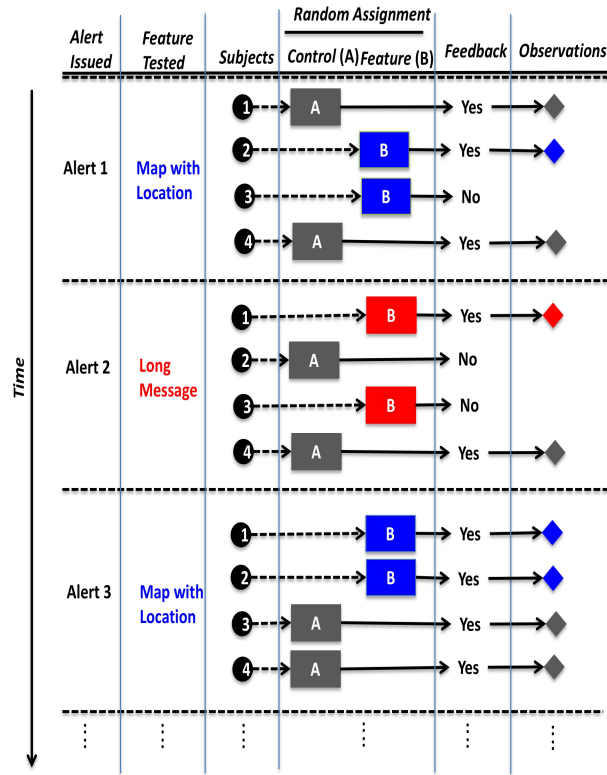 Random Assignment
Alert Issued Feature Tested Subjects Control (A) Feature (B) Feedback Observations
Time
Alert 1
Map with Location
1 A Yes
2 B Yes
3 B No
4 A Yes
Alert 2
Long Message
1 B Yes
2 A No
3 B No
4 A Yes
Alert 3
Map with Location
1 B Yes
2 B Yes
3 A Yes
4 A Yes